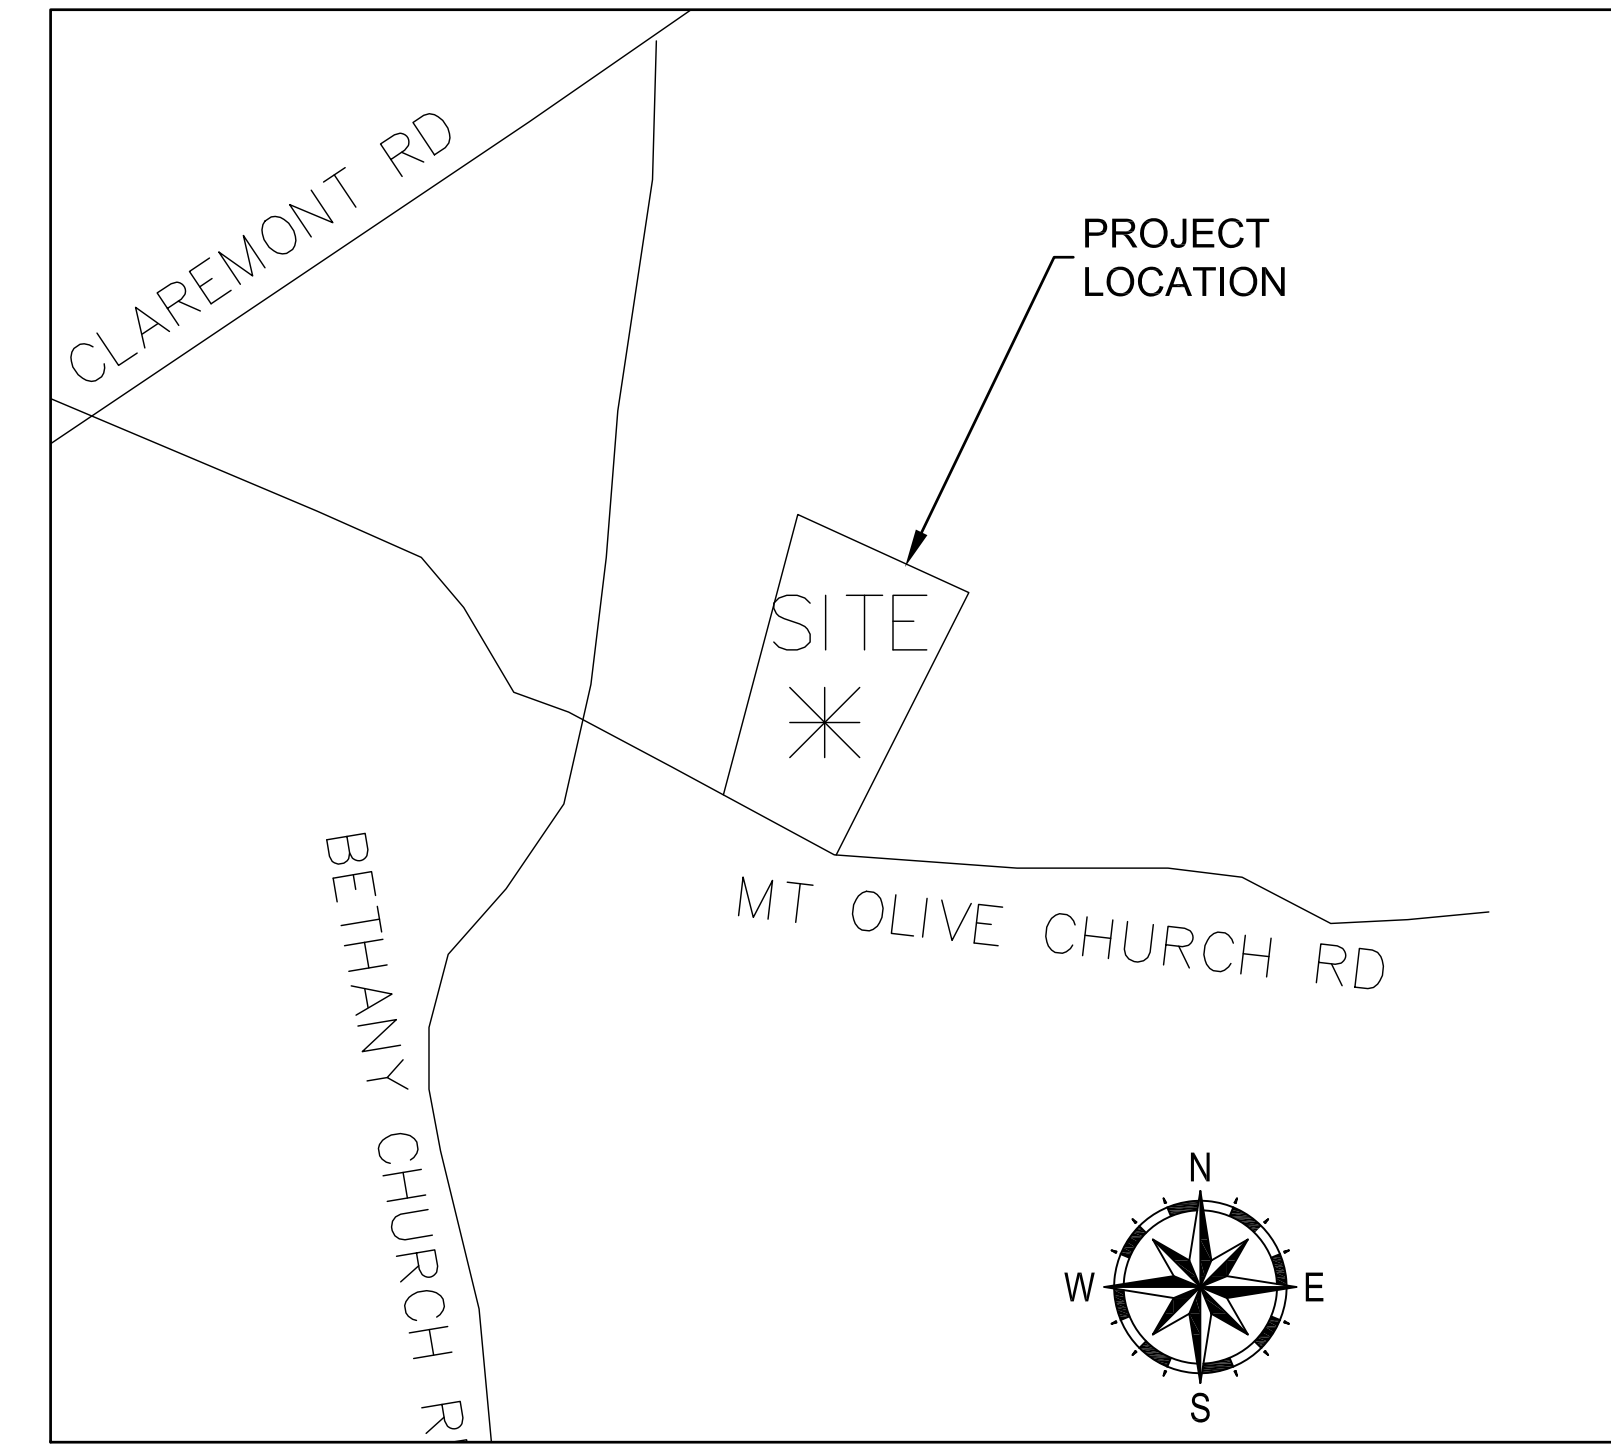 CLAREMONT RD
PROJECT
LOCATION
SITE
MT OLIVE CHURCH RD
BETHANY CHURCH R
N
W
E
S